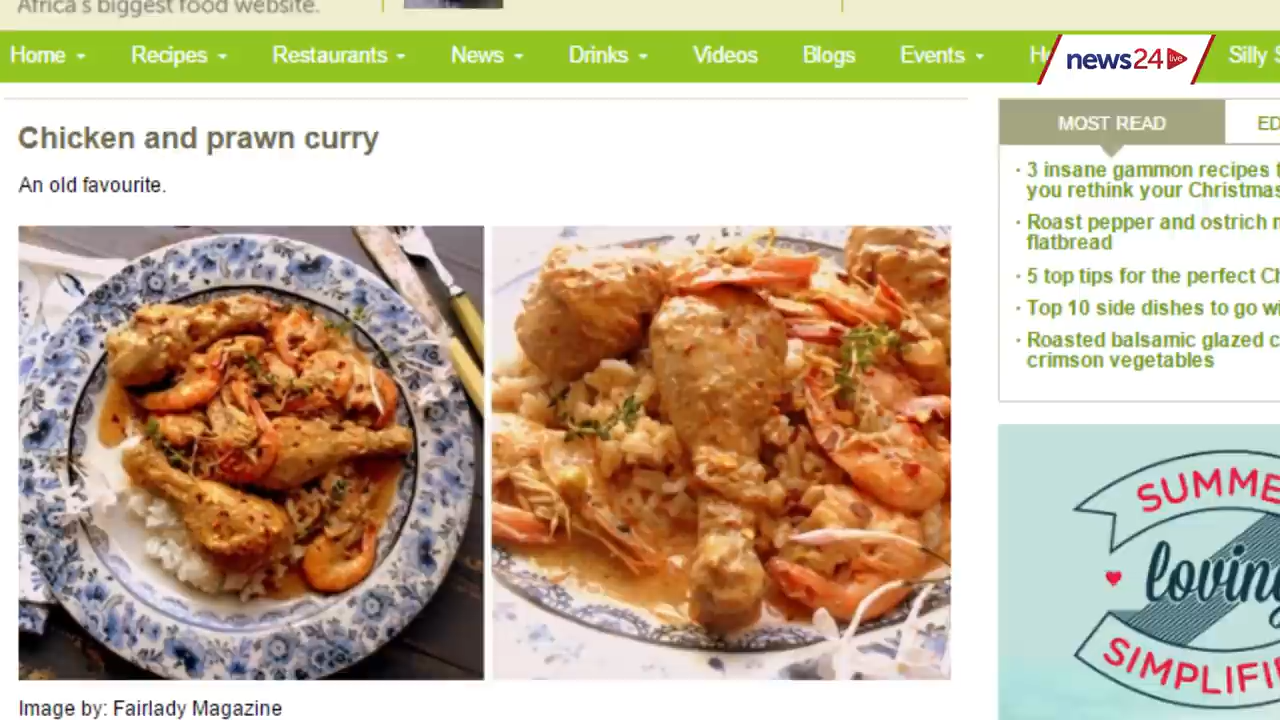 Africa's biggest food website.
Home
Recipes
Restaurants
News
Drinks
Videos
Blogs
Events
news24 live
Silly
Chicken and prawn curry
An old favourite.
Image by: Fairlady Magazine
MOST READ
3 insane gammon recipes
you rethink your Christmas
Roast pepper and ostrich
flatbread
5 top tips for the perfect
Top 10 side dishes to go
Roasted balsamic glazed
crimson vegetables
loving